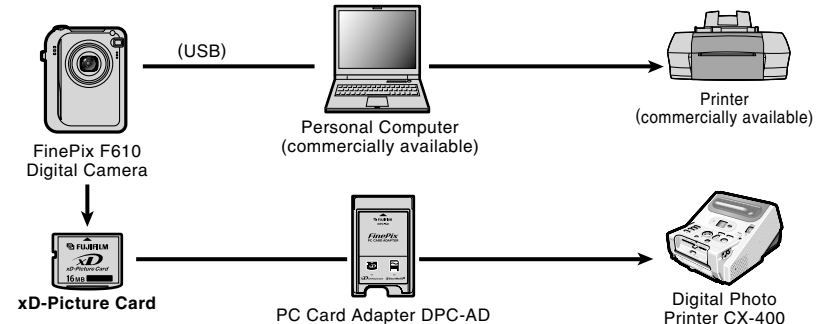 (USB)
Printer
(commercially available)
Personal Computer
(commercially available)
FinePix F610
Digital Camera
FUJIFILM
xD
xD-Picture Card
16MB
xD-Picture Card
FUJIFILM
FinePix
PC CARD ADAPTER
PC Card Adapter DPC-AD
Digital Photo
Printer CX-400